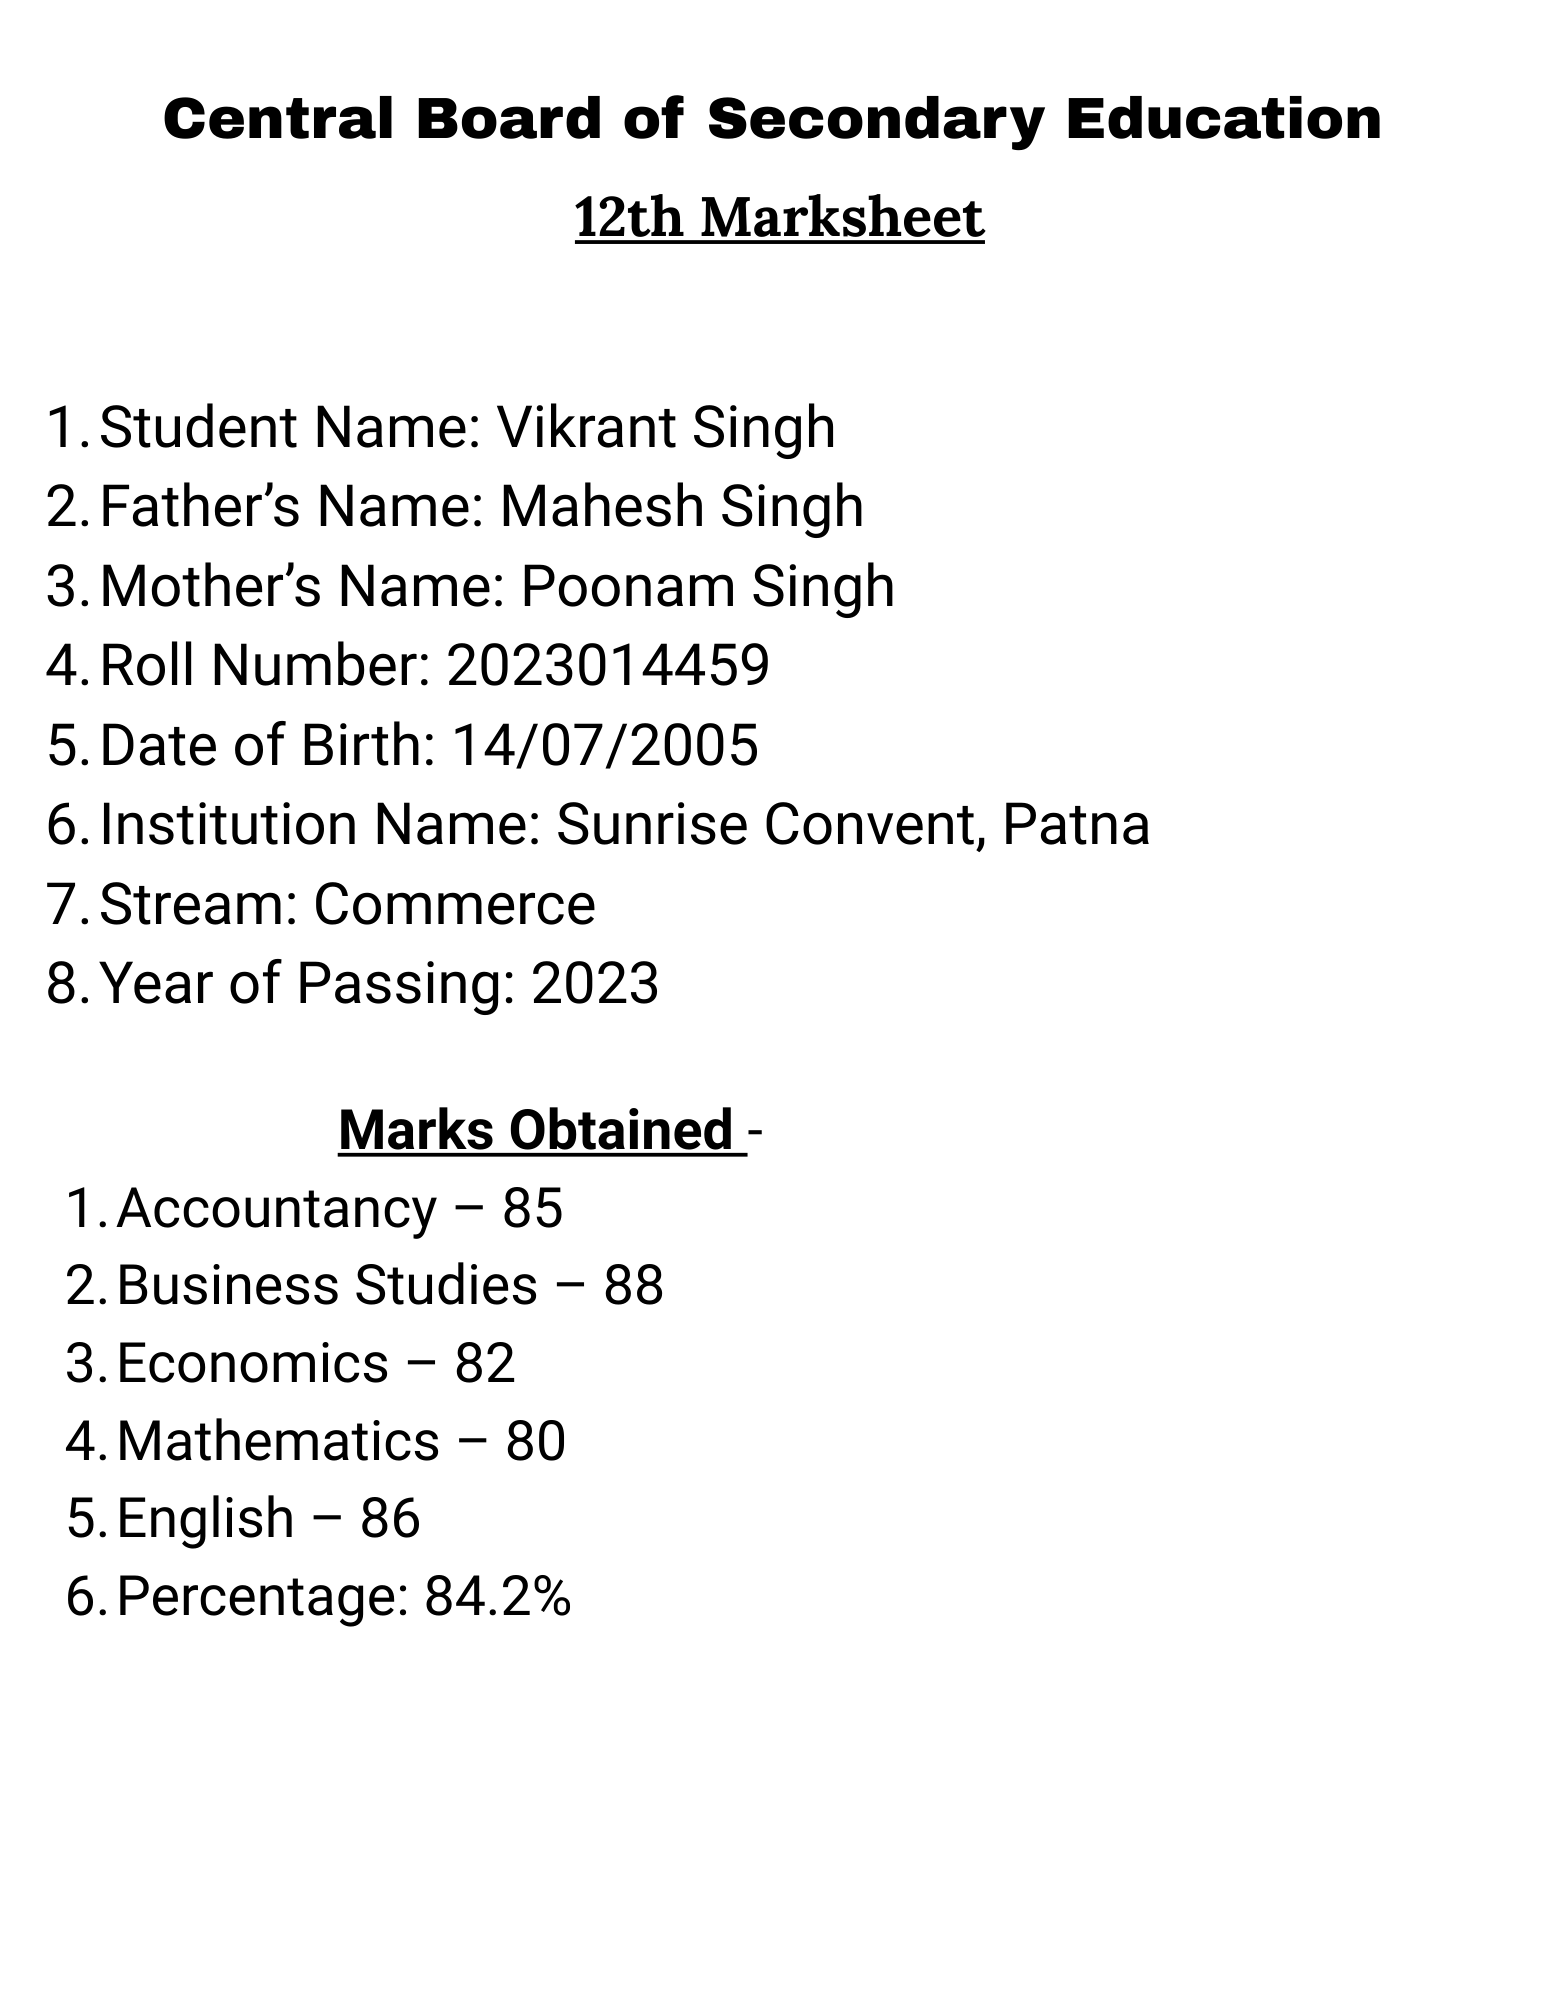 Central Board of Secondary Education
12th Marksheet
1. Student Name: Vikrant Singh
2. Father’s Name: Mahesh Singh
3. Mother’s Name: Poonam Singh
4. Roll Number: 2023014459
5. Date of Birth: 14/07/2005
6. Institution Name: Sunrise Convent, Patna
7. Stream: Commerce
8. Year of Passing: 2023
Marks Obtained -
1. Accountancy – 85
2. Business Studies – 88
3. Economics – 82
4. Mathematics – 80
5. English – 86
6. Percentage: 84.2%